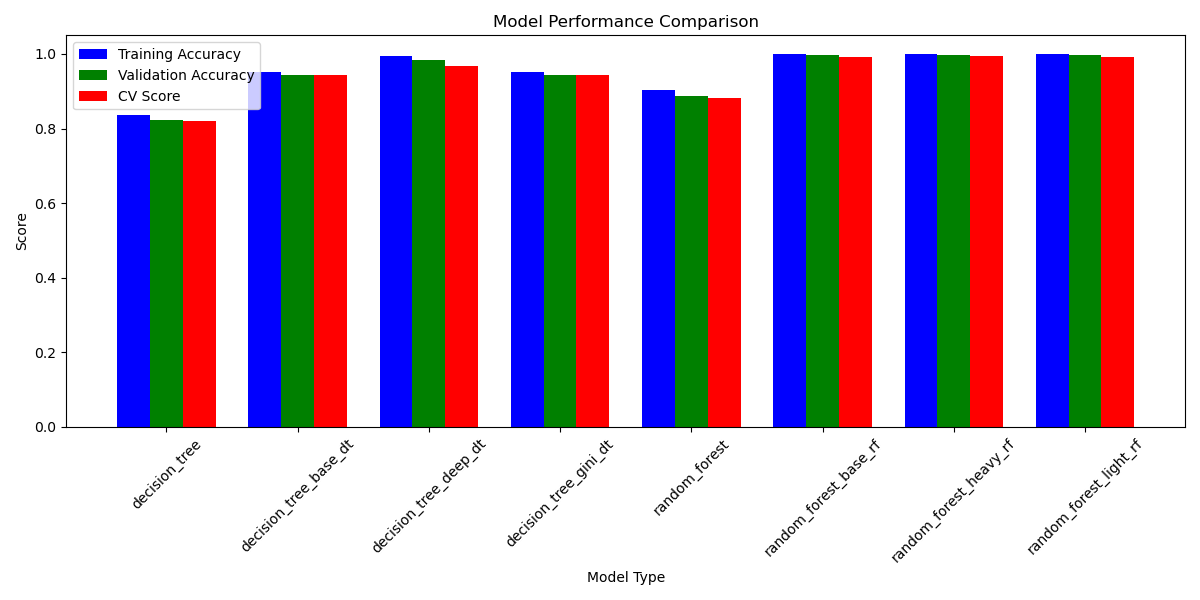 Model Performance Comparison
Training Accuracy
Validation Accuracy
CV Score
Score
1.0
0.8
0.6
0.4
0.2
0.0
decision_tree
decision_tree_base_dt
decision_tree_deep_dt
decision_tree_gini_dt
random_forest
random_forest_base_rf
random_forest_heavy_rf
random_forest_light_rf
Model Type